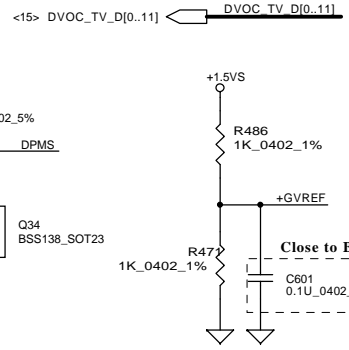 <15> DVOC_TV_D[0..11]
DVOC_TV_D[0..11]
+1.5VS
R486
1K_0402_1%
02_5%
DPMS
+GVREF
Q34
BSS138_SOT23
R471
1K_0402_1%
Close to
C601
0.1U_0402_